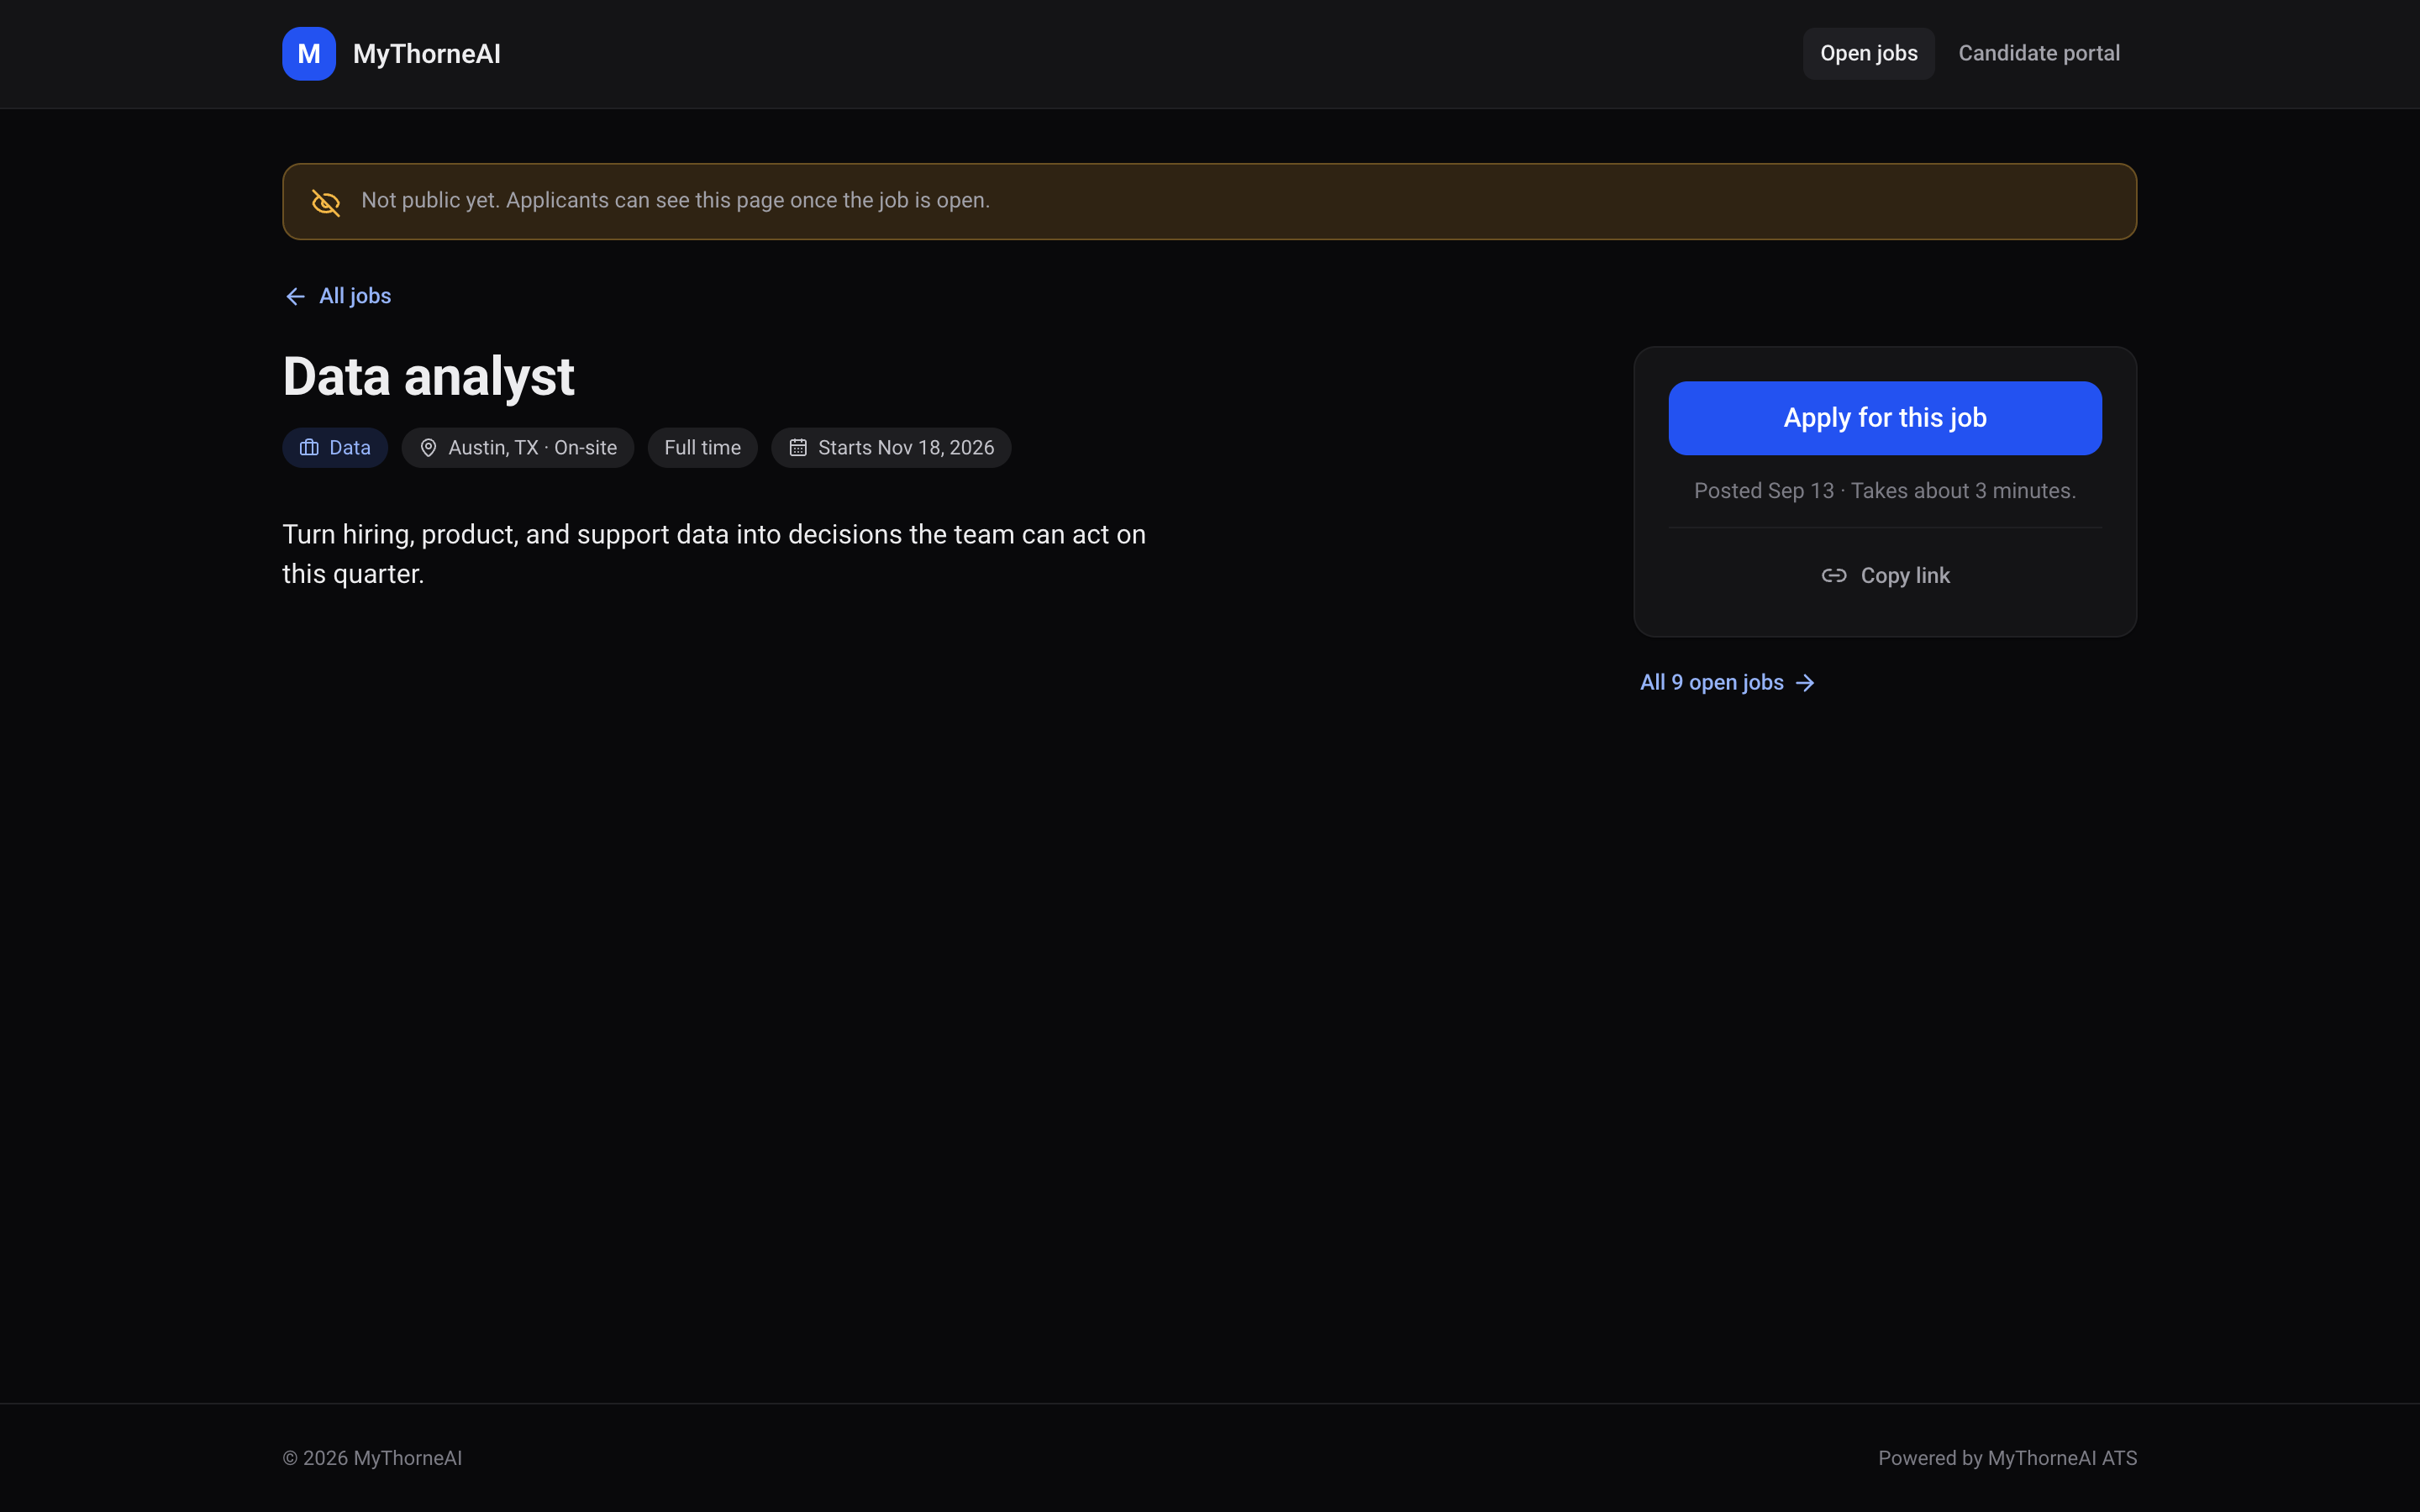 M MyThorneAI
Open jobs Candidate portal
Not public yet. Applicants can see this page once the job is open.
All jobs
Data analyst
Data Austin, TX · On-site Full time Starts Nov 18, 2026
Turn hiring, product, and support data into decisions the team can act on
this quarter.
Apply for this job
Posted Sep 13 · Takes about 3 minutes.
Copy link
All 9 open jobs
© 2026 MyThorneAI
Powered by MyThorneAI ATS